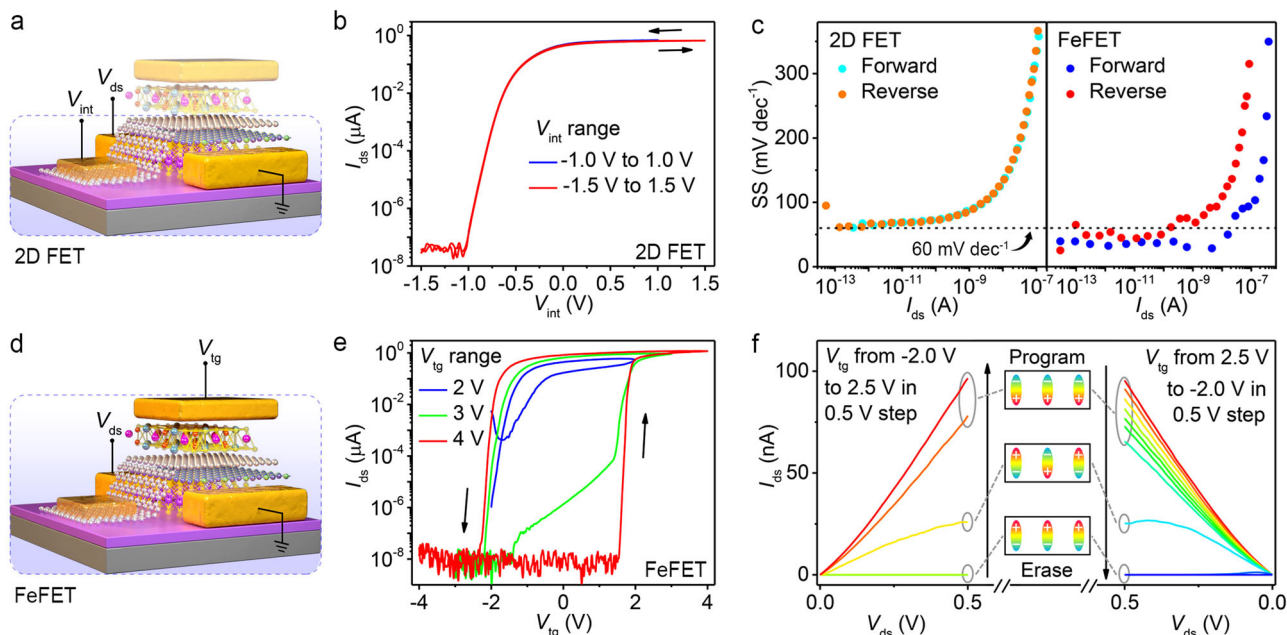 a
V_ds
V_int
2D FET
b
10^0
10^-2
10^-4
10^-6
10^-8
I_ds (μA)
V_int range
-1.0 V to 1.0 V
-1.5 V to 1.5 V
2D FET
-1.5 -1.0 -0.5 0.0 0.5 1.0 1.5
V_int (V)
c
SS (mV dec^-1)
300
200
100
0
2D FET
Forward
Reverse
FeFET
Forward
Reverse
60 mV dec^-1
10^-13 10^-11 10^-9 10^-7 10^-13 10^-11 10^-9 10^-7
I_ds (A) I_ds (A)
d
V_tg
V_ds
FeFET
e
10^0
10^-2
10^-4
10^-6
10^-8
I_ds (μA)
V_tg range
2 V
3 V
4 V
FeFET
-4 -2 0 2 4
V_tg (V)
f
I_ds (nA)
100
50
0
V_tg from -2.0 V
to 2.5 V in
0.5 V step
Program
Erase
V_tg from 2.5 V
to -2.0 V in
0.5 V step
0.0 0.5 0.5 0.0
V_ds (V) V_ds (V)